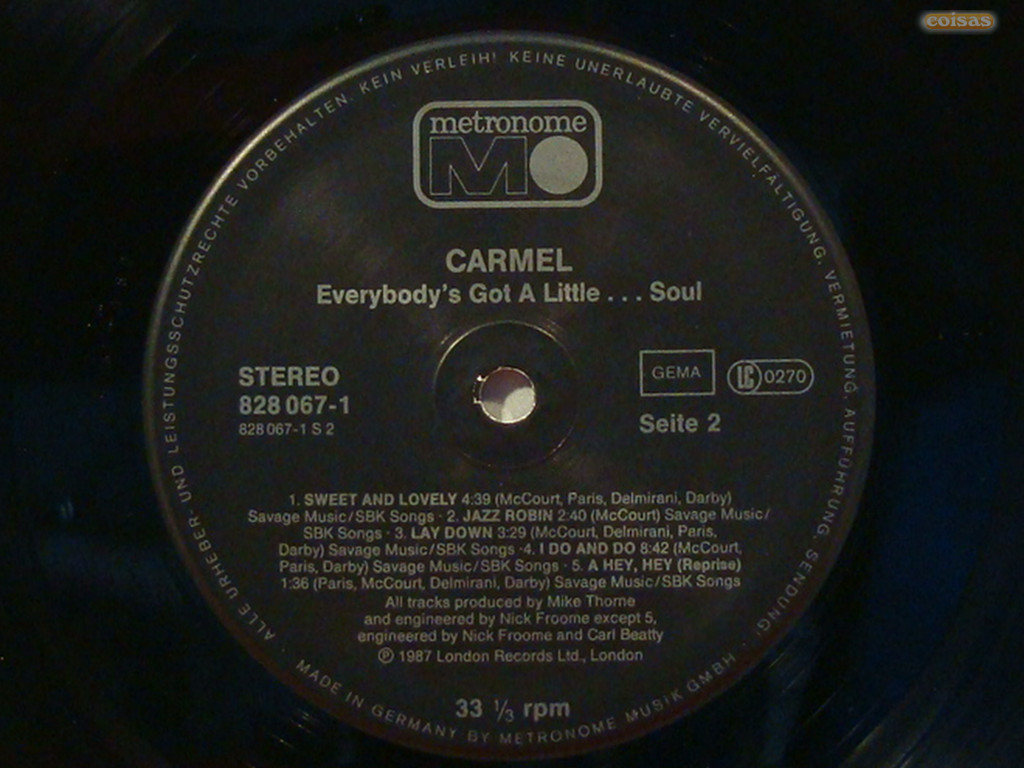 coisas
ALLE URHEBER- UND LEISTUNGSSCHUTZRECHTE VORBEHALTEN. KEIN VERLEIH! KEINE UNERLAUBTE VERVIELFÄLTIGUNG, VERMIETUNG, AUFFÜHRUNG, SENDUNG!
metronome
MO
CARMEL
Everybody's Got A Little . . . Soul
STEREO
828 067-1
828 067-1 S 2
GEMA
LC 0270
Seite 2
1. SWEET AND LOVELY 4:39 (McCourt, Paris, Delmirani, Darby)
Savage Music/SBK Songs · 2. JAZZ ROBIN 2:40 (McCourt) Savage Music/
SBK Songs · 3. LAY DOWN 3:29 (McCourt, Delmirani, Paris,
Darby) Savage Music/SBK Songs · 4. I DO AND DO 8:42 (McCourt,
Paris, Darby) Savage Music/SBK Songs · 5. A HEY, HEY (Reprise)
1:36 (Paris, McCourt, Delmirani, Darby) Savage Music/SBK Songs
All tracks produced by Mike Thorne
and engineered by Nick Froome except 5,
engineered by Nick Froome and Carl Beatty
℗ 1987 London Records Ltd., London
33 ⅓ rpm
MADE IN GERMANY BY METRONOME MUSIK GMBH